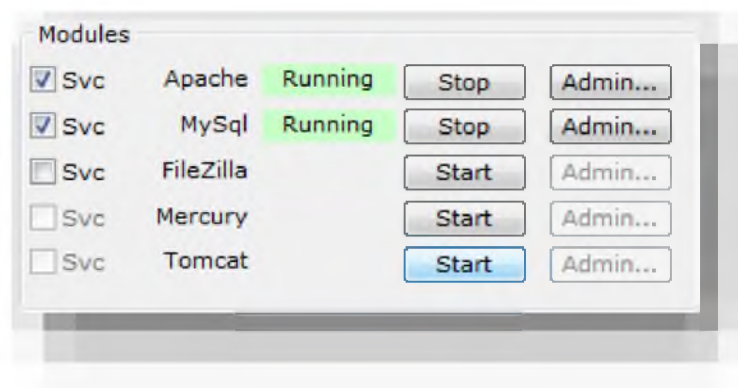 Modules
Svc Apache Running Stop Admin...
Svc MySql Running Stop Admin...
Svc FileZilla Start Admin...
Svc Mercury Start Admin...
Svc Tomcat Start Admin...